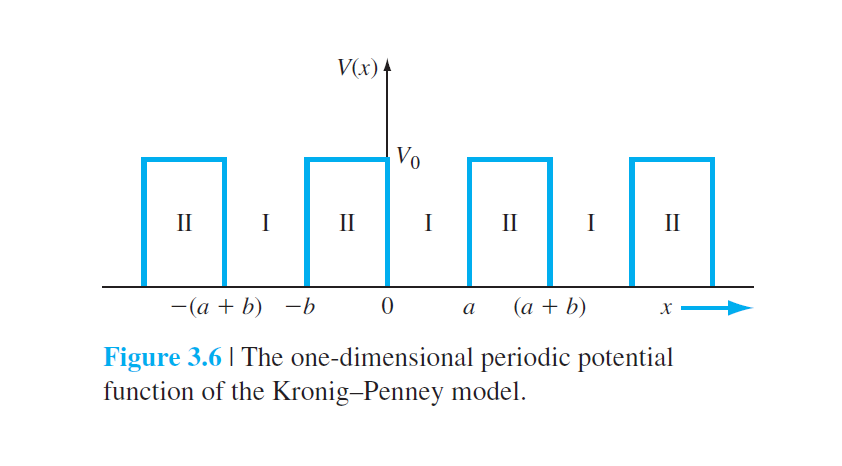 V(x)
V0
II I II I II I II
−(a + b) −b 0 a (a + b) x
Figure 3.6 | The one-dimensional periodic potential
function of the Kronig–Penney model.